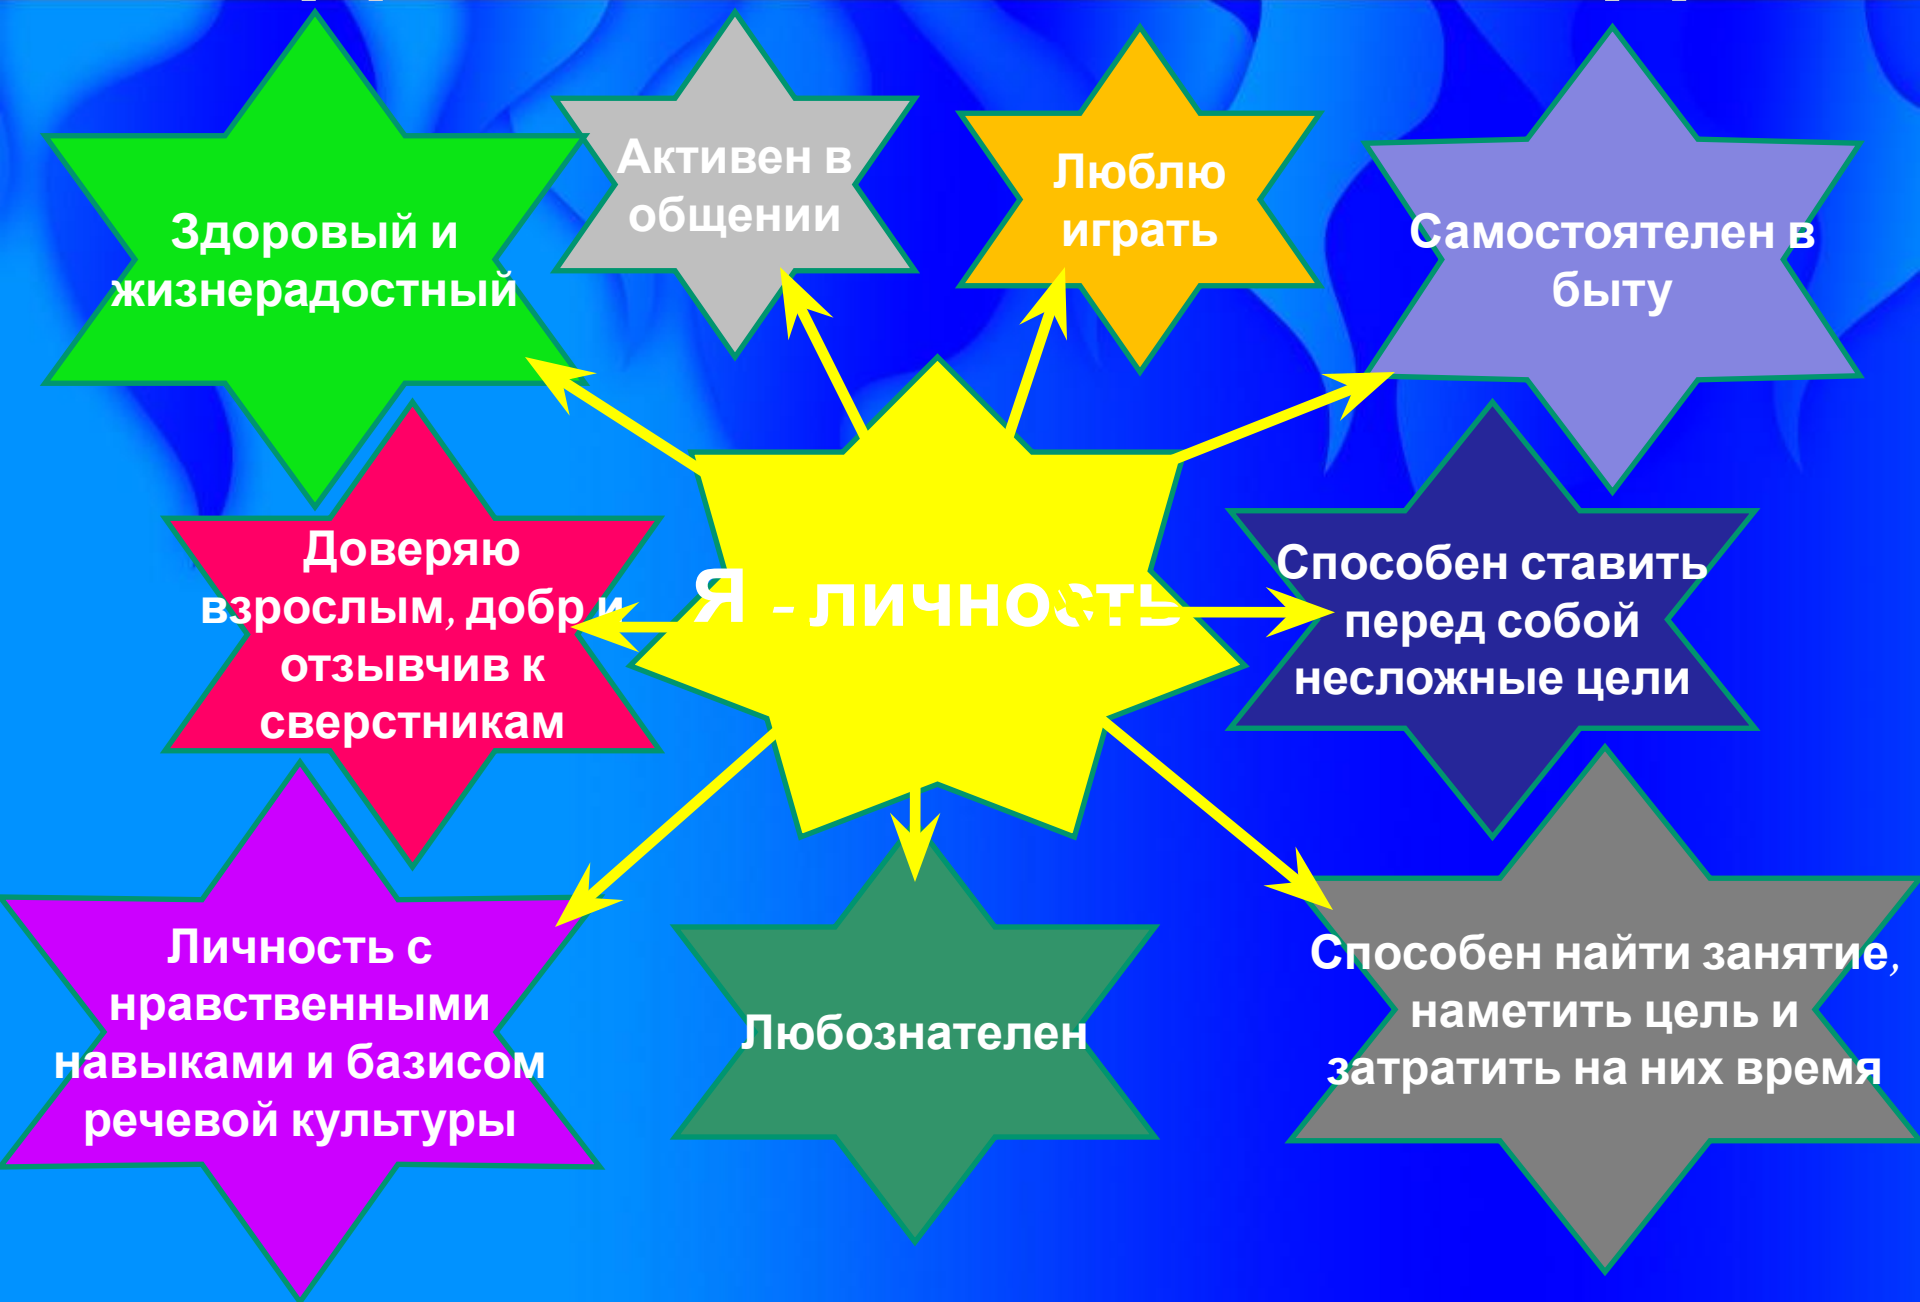 Здоровый и
жизнерадостный
Активен в
общении
Люблю
играть
Самостоятелен в
быту
Доверяю
взрослым, добр и
отзывчив к
сверстникам
Я - личность
Способен ставить
перед собой
несложные цели
Личность с
нравственными
навыками и базисом
речевой культуры
Любознателен
Способен найти занятие,
наметить цель и
затратить на них время